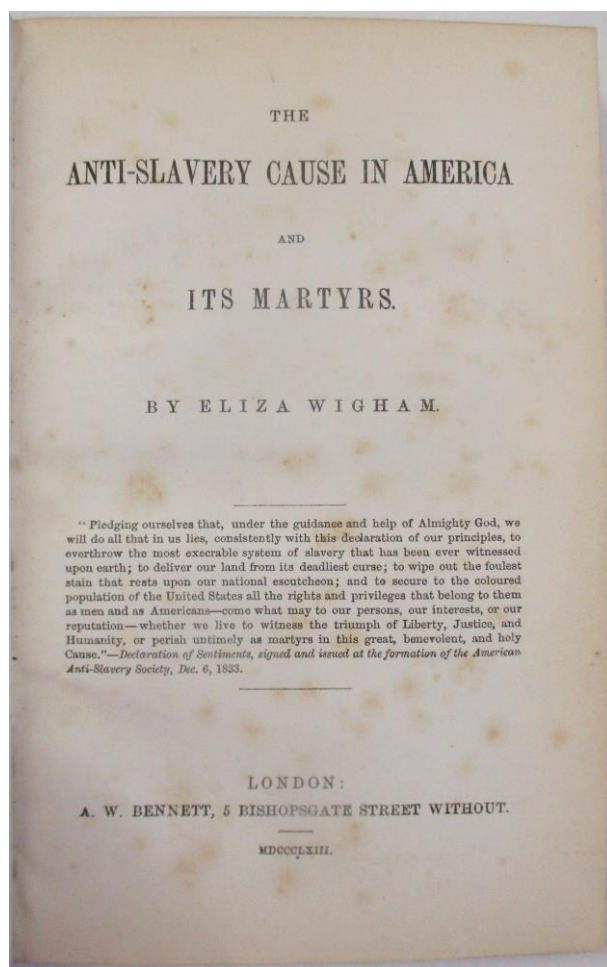 THE
ANTI-SLAVERY CAUSE IN AMERICA
AND
ITS MARTYRS.
BY ELIZA WIGHAM.
“Pledging ourselves that, under the guidance and help of Almighty God, we
will do all that in us lies, consistently with this declaration of our principles, to
overthrow the most execrable system of slavery that has been ever witnessed
upon earth; to deliver our land from its deadliest curse; to wipe out the foulest
stain that rests upon our national escutcheon; and to secure to the coloured
population of the United States all the rights and privileges that belong to them
as men and as Americans—come what may to our persons, our interests, or our
reputation—whether we live to witness the triumph of Liberty, Justice, and
Humanity, or perish untimely as martyrs in this great, benevolent, and holy
Cause.”—Declaration of Sentiments, signed and issued at the formation of the American
Anti-Slavery Society, Dec. 6, 1833.
LONDON:
A. W. BENNETT, 5 BISHOPSGATE STREET WITHOUT.
MDCCCLXIII.